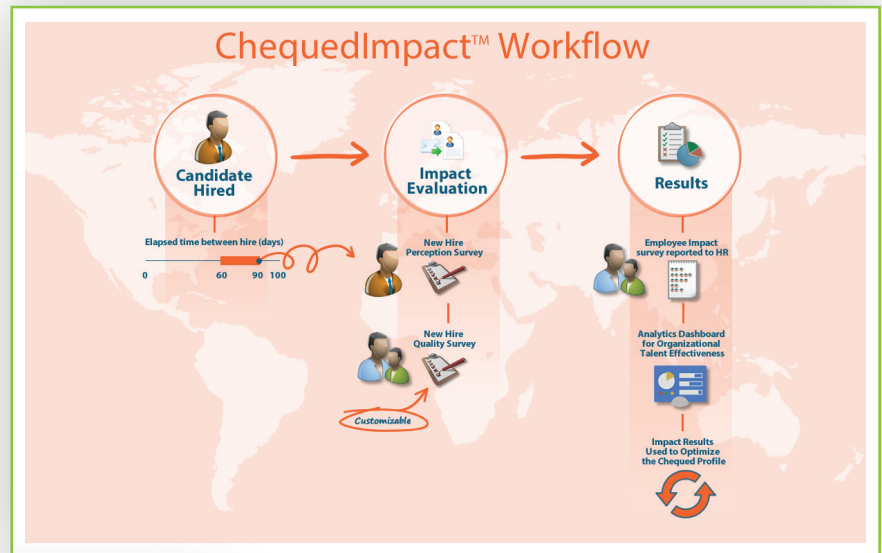 ChequedImpact™ Workflow
Candidate
Hired
Elapsed time between hire (days)
0 60 90 100
Impact
Evaluation
New Hire
Perception Survey
New Hire
Quality Survey
Customizable
Results
Employee Impact
survey reported to HR
Analytics Dashboard
for Organizational
Talent Effectiveness
Impact Results
Used to Optimize
the Chequed Profile